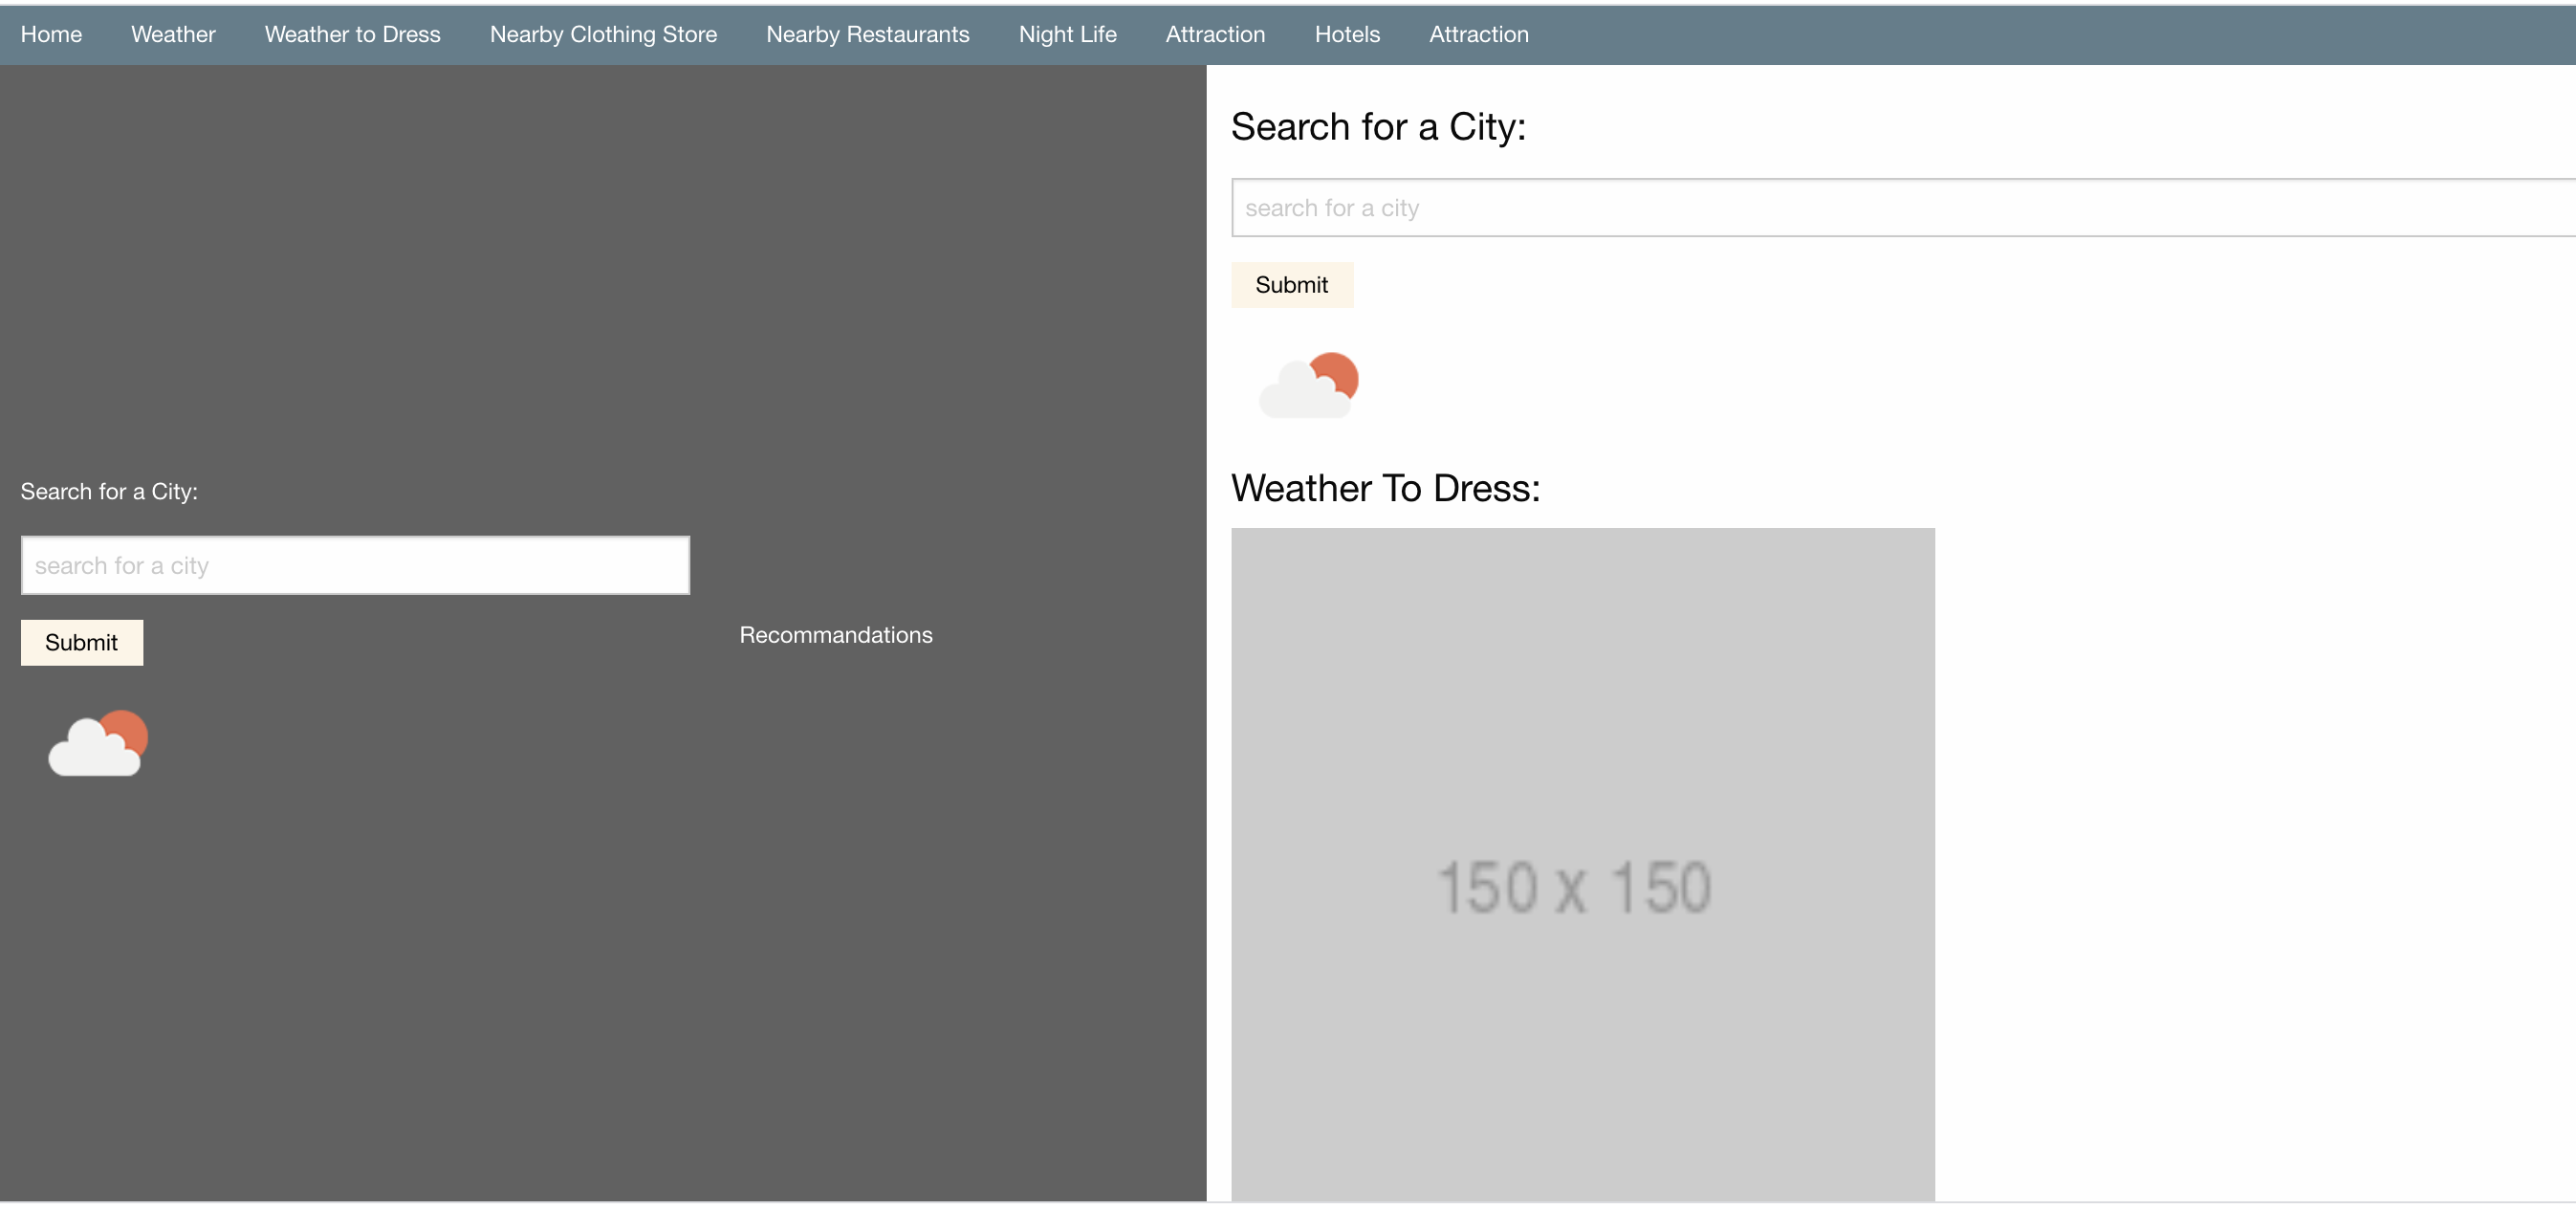 Home Weather Weather to Dress Nearby Clothing Store Nearby Restaurants Night Life Attraction Hotels Attraction
Search for a City:
search for a city
Submit
Recommandations
Search for a City:
search for a city
Submit
Weather To Dress:
150 x 150